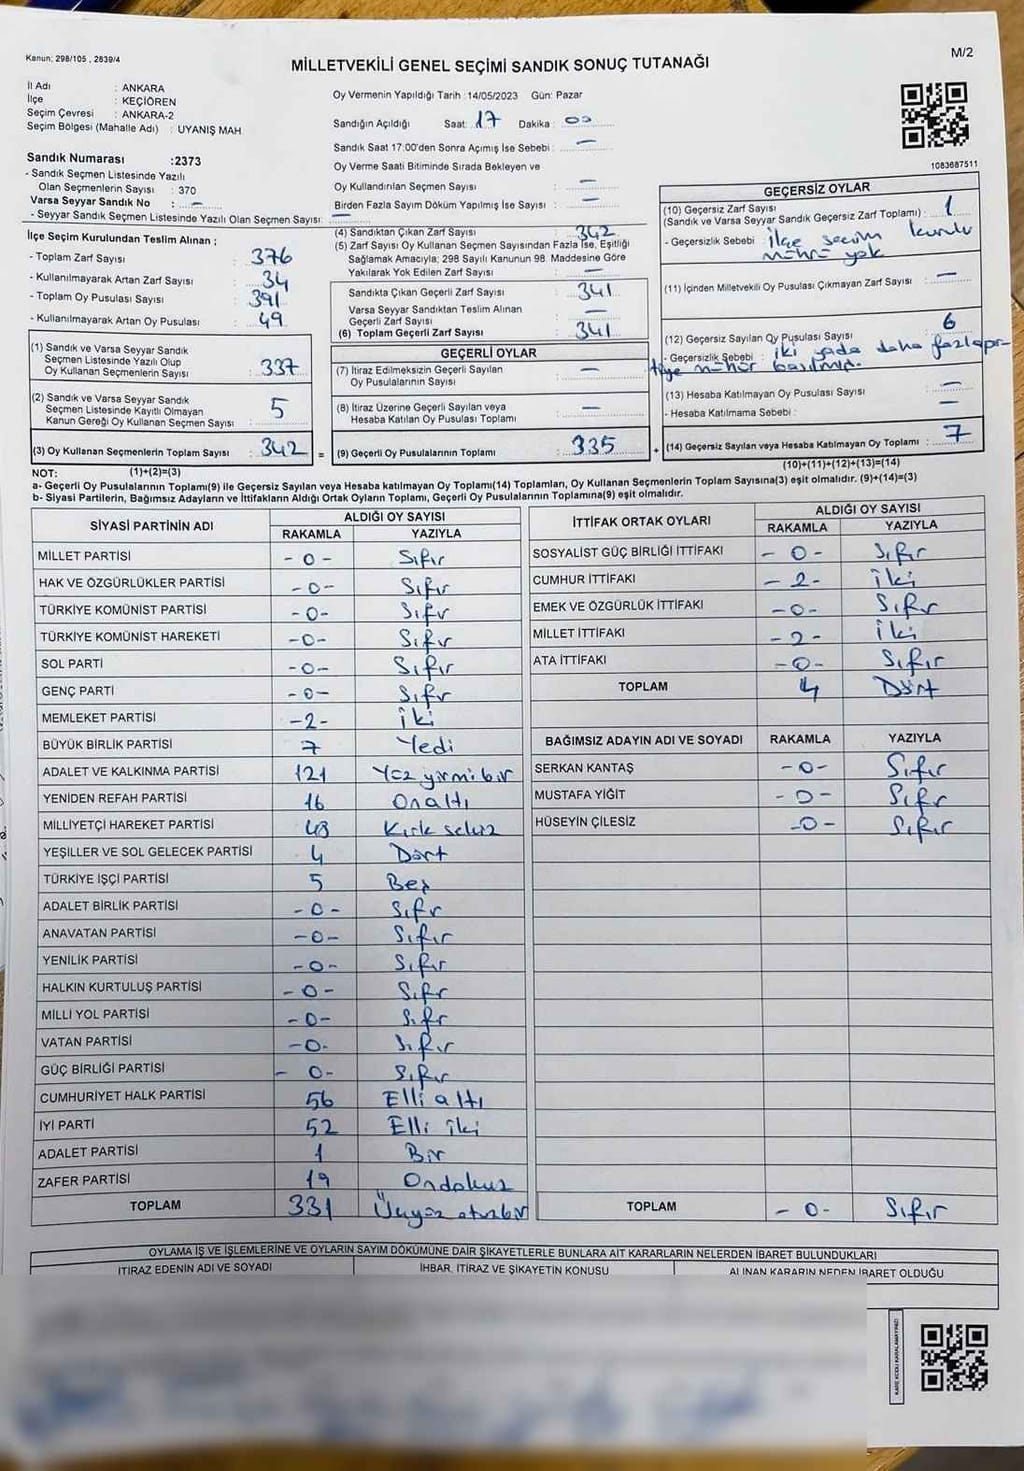 Kanun: 298/105 , 2839/4
M/2
MİLLETVEKİLİ GENEL SEÇİMİ SANDIK SONUÇ TUTANAĞI
İl Adı : ANKARA
İlçe : KEÇİÖREN
Seçim Çevresi : ANKARA-2
Seçim Bölgesi (Mahalle Adı) : UYANIŞ MAH
Sandık Numarası :2373
- Sandık Seçmen Listesinde Yazılı
Olan Seçmenlerin Sayısı : 370
Varsa Seyyar Sandık No : -
- Seyyar Sandık Seçmen Listesinde Yazılı Olan Seçmen Sayısı: -
Oy Vermenin Yapıldığı Tarih :14/05/2023 Gün: Pazar
Sandığın Açıldığı Saat: 17 Dakika : 00
Sandık Saat 17:00'den Sonra Açımış İse Sebebi : -
Oy Verme Saati Bitiminde Sırada Bekleyen ve
Oy Kullandırılan Seçmen Sayısı : -
Birden Fazla Sayım Döküm Yapılmış İse Sayısı : -
1083687511
İlçe Seçim Kurulundan Teslim Alınan ;
- Toplam Zarf Sayısı : 376
- Kullanılmayarak Artan Zarf Sayısı : 34
- Toplam Oy Pusulası Sayısı : 391
- Kullanılmayarak Artan Oy Pusulası : 49
(1) Sandık ve Varsa Seyyar Sandık
Seçmen Listesinde Yazılı Olup
Oy Kullanan Seçmenlerin Sayısı : 337
(2) Sandık ve Varsa Seyyar Sandık
Seçmen Listesinde Kayıtlı Olmayan
Kanun Gereği Oy Kullanan Seçmen Sayısı : 5
(3) Oy Kullanan Seçmenlerin Toplam Sayısı : 342 =
(4) Sandıktan Çıkan Zarf Sayısı : 342
(5) Zarf Sayısı Oy Kullanan Seçmen Sayısından Fazla İse, Eşitliği
Sağlamak Amacıyla; 298 Sayılı Kanunun 98. Maddesine Göre
Yakılarak Yok Edilen Zarf Sayısı : -
Sandıkta Çıkan Geçerli Zarf Sayısı : 341
Varsa Seyyar Sandıktan Teslim Alınan
Geçerli Zarf Sayısı : -
(6) Toplam Geçerli Zarf Sayısı : 341
GEÇERLİ OYLAR
(7) İtiraz Edilmeksizin Geçerli Sayılan
Oy Pusulalarının Sayısı : -
(8) İtiraz Üzerine Geçerli Sayılan veya
Hesaba Katılan Oy Pusulası Toplamı : -
(9) Geçerli Oy Pusulalarının Toplamı : 335 +
GEÇERSİZ OYLAR
(10) Geçersiz Zarf Sayısı
(Sandık ve Varsa Seyyar Sandık Geçersiz Zarf Toplamı) : 1
- Geçersizlik Sebebi : İlçe seçim kurulu
mührü yok
(11) İçinden Milletvekili Oy Pusulası Çıkmayan Zarf Sayısı : -
(12) Geçersiz Sayılan Oy Pusulası Sayısı : 6
- Geçersizlik Sebebi : iki yada daha fazla par-
tiye mühür basılmış.
(13) Hesaba Katılmayan Oy Pusulası Sayısı : -
- Hesaba Katılmama Sebebi : -
(14) Geçersiz Sayılan veya Hesaba Katılmayan Oy Toplamı : 7
NOT: (1)+(2)=(3)
(10)+(11)+(12)+(13)=(14)
a- Geçerli Oy Pusulalarının Toplamı(9) ile Geçersiz Sayılan veya Hesaba katılmayan Oy Toplamı(14) Toplamları, Oy Kullanan Seçmenlerin Toplam Sayısına(3) eşit olmalıdır. (9)+(14)=(3)
b- Siyasi Partilerin, Bağımsız Adayların ve İttifakların Aldığı Ortak Oyların Toplamı, Geçerli Oy Pusulalarının Toplamına(9) eşit olmalıdır.
SİYASİ PARTİNİN ADI ALDIĞI OY SAYISI
RAKAMLA YAZIYLA
MİLLET PARTİSİ -0- Sıfır
HAK VE ÖZGÜRLÜKLER PARTİSİ -0- Sıfır
TÜRKİYE KOMÜNİST PARTİSİ -0- Sıfır
TÜRKİYE KOMÜNİST HAREKETİ -0- Sıfır
SOL PARTİ -0- Sıfır
GENÇ PARTİ -0- Sıfır
MEMLEKET PARTİSİ -2- İki
BÜYÜK BİRLİK PARTİSİ 7 Yedi
ADALET VE KALKINMA PARTİSİ 121 Yüz yirmi bir
YENİDEN REFAH PARTİSİ 16 Onaltı
MİLLİYETÇİ HAREKET PARTİSİ 48 Kırk sekiz
YEŞİLLER VE SOL GELECEK PARTİSİ 4 Dört
TÜRKİYE İŞÇİ PARTİSİ 5 Beş
ADALET BİRLİK PARTİSİ -0- Sıfır
ANAVATAN PARTİSİ -0- Sıfır
YENİLİK PARTİSİ -0- Sıfır
HALKIN KURTULUŞ PARTİSİ -0- Sıfır
MİLLİ YOL PARTİSİ -0- Sıfır
VATAN PARTİSİ -0- Sıfır
GÜÇ BİRLİĞİ PARTİSİ -0- Sıfır
CUMHURİYET HALK PARTİSİ 56 Elli altı
İYİ PARTİ 52 Elli iki
ADALET PARTİSİ 1 Bir
ZAFER PARTİSİ 19 Ondokuz
TOPLAM 331 Üçyüz otuzbir
İTTİFAK ORTAK OYLARI ALDIĞI OY SAYISI
RAKAMLA YAZIYLA
SOSYALİST GÜÇ BİRLİĞİ İTTİFAKI -0- Sıfır
CUMHUR İTTİFAKI -2- İki
EMEK VE ÖZGÜRLÜK İTTİFAKI -0- Sıfır
MİLLET İTTİFAKI -2- İki
ATA İTTİFAKI -0- Sıfır
TOPLAM 4 Dört
BAĞIMSIZ ADAYIN ADI VE SOYADI RAKAMLA YAZIYLA
SERKAN KANTAŞ -0- Sıfır
MUSTAFA YİĞİT -0- Sıfır
HÜSEYİN ÇİLESİZ -0- Sıfır
TOPLAM -0- Sıfır
OYLAMA İŞ VE İŞLEMLERİNE VE OYLARIN SAYIM DÖKÜMÜNE DAİR ŞİKAYETLERLE BUNLARA AİT KARARLARIN NELERDEN İBARET BULUNDUKLARI
İTİRAZ EDENİN ADI VE SOYADI İHBAR, İTİRAZ VE ŞİKAYETİN KONUSU ALINAN KARARIN NEDEN İBARET OLDUĞU
KARE KODU KARALAMAYINIZ!